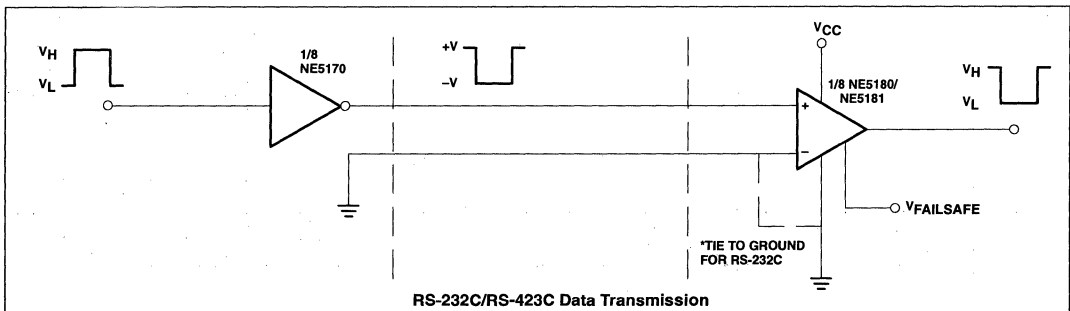 VH
VL
1/8
NE5170
+V
–V
VCC
1/8 NE5180/
NE5181
VH
VL
+
–
VFAILSAFE
*TIE TO GROUND
FOR RS-232C
RS-232C/RS-423C Data Transmission